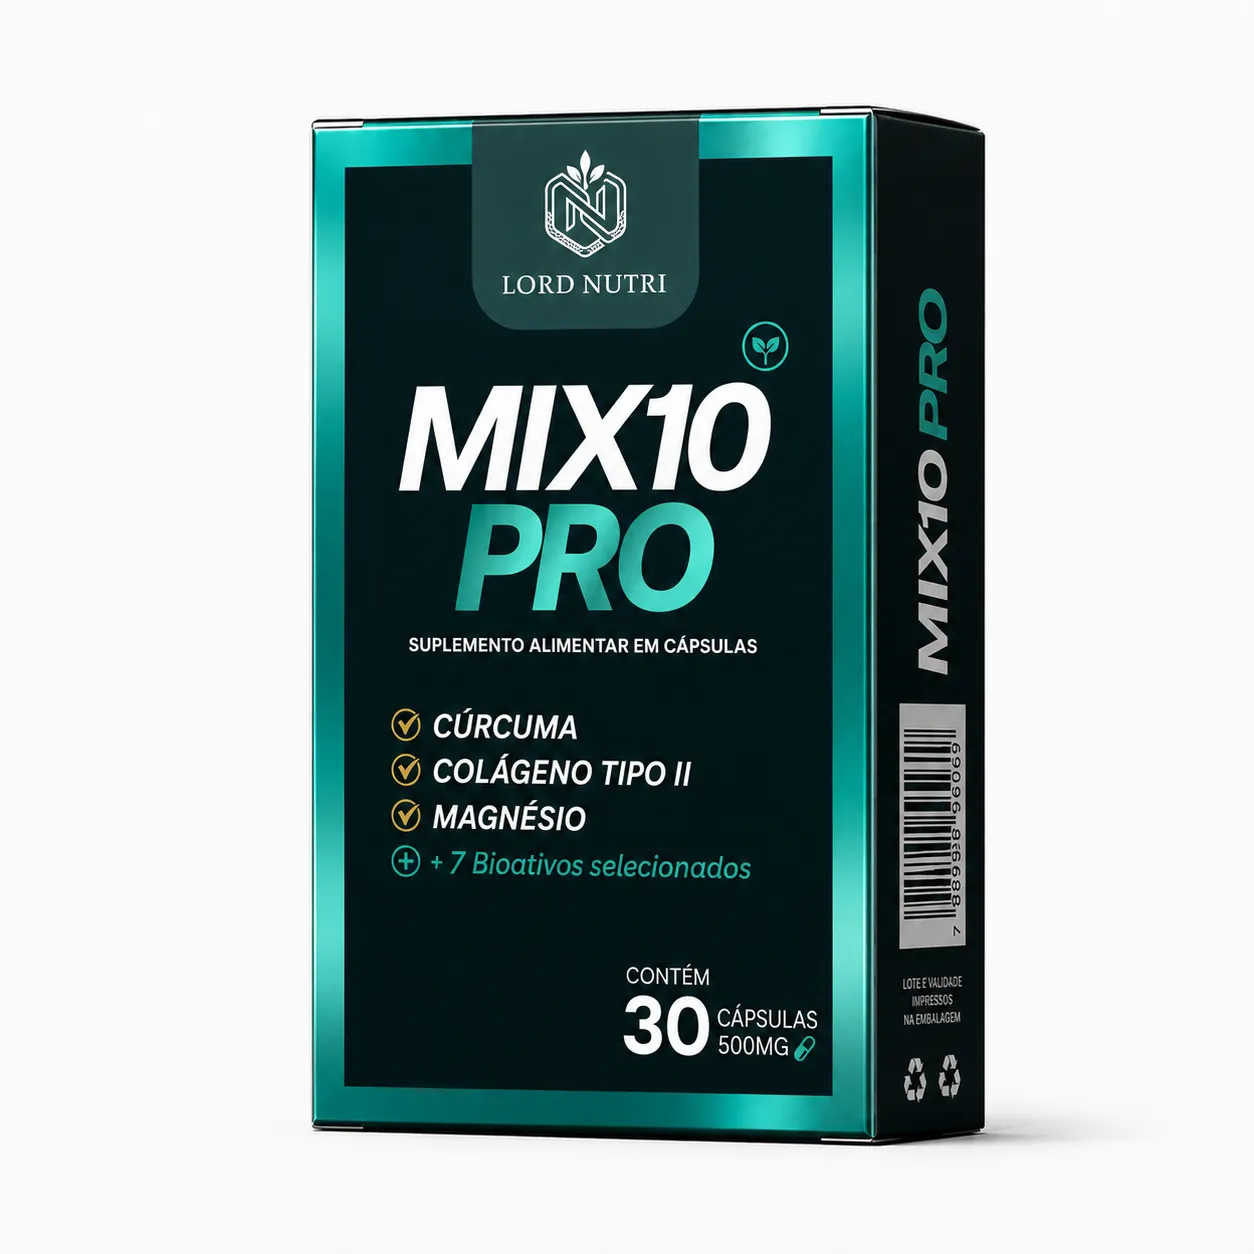 LORD NUTRI
MIX10
PRO
SUPLEMENTO ALIMENTAR EM CÁPSULAS
CÚRCUMA
COLÁGENO TIPO II
MAGNÉSIO
+ 7 Bioativos selecionados
CONTÉM
30 CÁPSULAS
500MG
MIX10 PRO
LOTE E VALIDADE
IMPRESSOS
NA EMBALAGEM